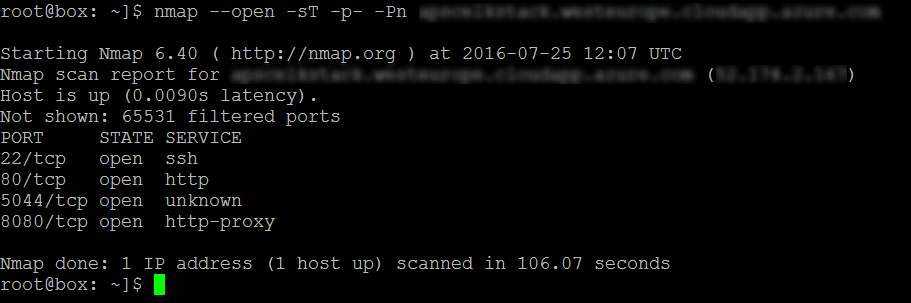 root@box: ~]$ nmap --open -sT -p- -Pn
Starting Nmap 6.40 ( http://nmap.org ) at 2016-07-25 12:07 UTC
Nmap scan report for ( )
Host is up (0.0090s latency).
Not shown: 65531 filtered ports
PORT STATE SERVICE
22/tcp open ssh
80/tcp open http
5044/tcp open unknown
8080/tcp open http-proxy
Nmap done: 1 IP address (1 host up) scanned in 106.07 seconds
root@box: ~]$